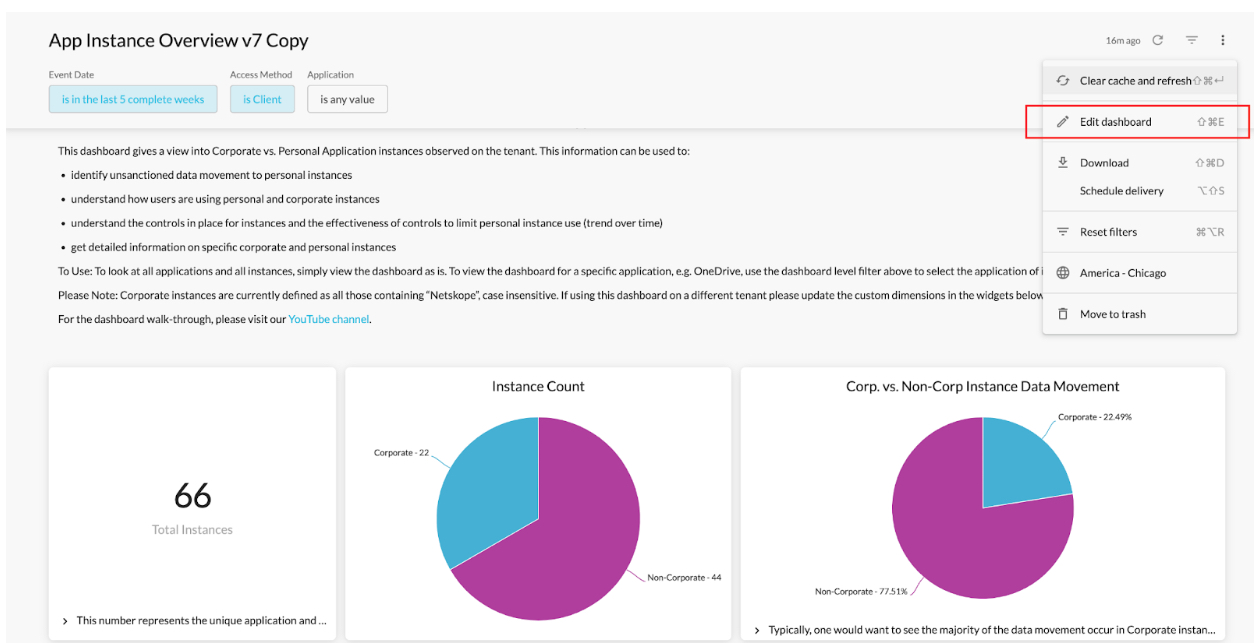 App Instance Overview v7 Copy
16m ago
Event Date
Access Method
Application
is in the last 5 complete weeks
is Client
is any value
Clear cache and refresh ⇧⌘↵
Edit dashboard ⇧⌘E
Download ⇧⌘D
Schedule delivery ⌥⇧S
Reset filters ⌘⌥R
America - Chicago
Move to trash
This dashboard gives a view into Corporate vs. Personal Application instances observed on the tenant. This information can be used to:
• identify unsanctioned data movement to personal instances
• understand how users are using personal and corporate instances
• understand the controls in place for instances and the effectiveness of controls to limit personal instance use (trend over time)
• get detailed information on specific corporate and personal instances
To Use: To look at all applications and all instances, simply view the dashboard as is. To view the dashboard for a specific application, e.g. OneDrive, use the dashboard level filter above to select the application of
Please Note: Corporate instances are currently defined as all those containing "Netskope", case insensitive. If using this dashboard on a different tenant please update the custom dimensions in the widgets below
For the dashboard walk-through, please visit our YouTube channel.
66
Total Instances
This number represents the unique application and ...
Instance Count
Corporate - 22
Non-Corporate - 44
Corp. vs. Non-Corp Instance Data Movement
Corporate - 22.49%
Non-Corporate - 77.51%
Typically, one would want to see the majority of the data movement occur in Corporate instan...